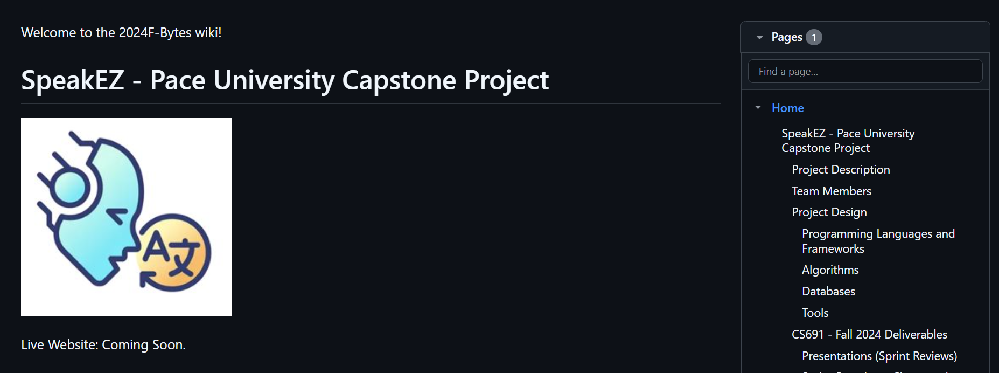 Welcome to the 2024F-Bytes wiki!
SpeakEZ - Pace University Capstone Project
A文
Live Website: Coming Soon.
Pages 1
Find a page...
Home
SpeakEZ - Pace University
Capstone Project
Project Description
Team Members
Project Design
Programming Languages and
Frameworks
Algorithms
Databases
Tools
CS691 - Fall 2024 Deliverables
Presentations (Sprint Reviews)